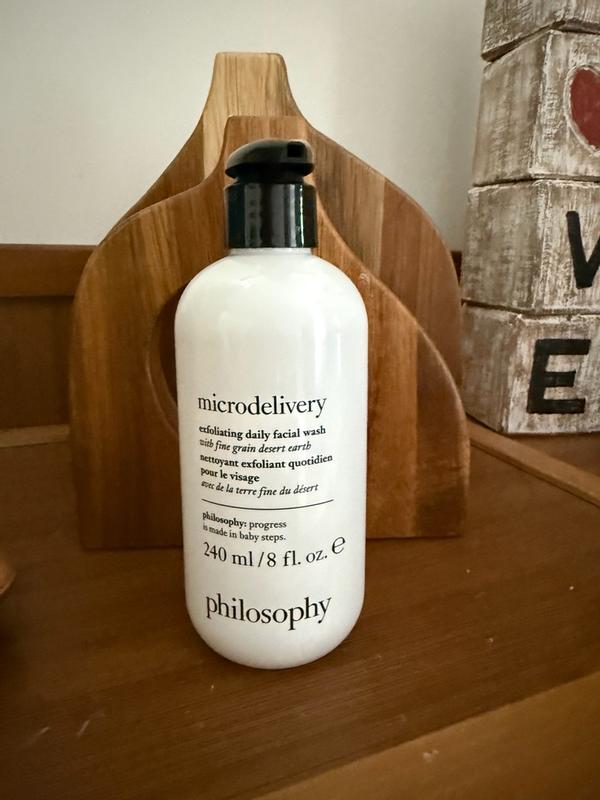 microdelivery
exfoliating daily facial wash
with fine grain desert earth
nettoyant exfoliant quotidien
pour le visage
avec de la terre fine du désert
philosophy: progress
is made in baby steps.
240 ml/8 fl. oz. e
philosophy
V
E